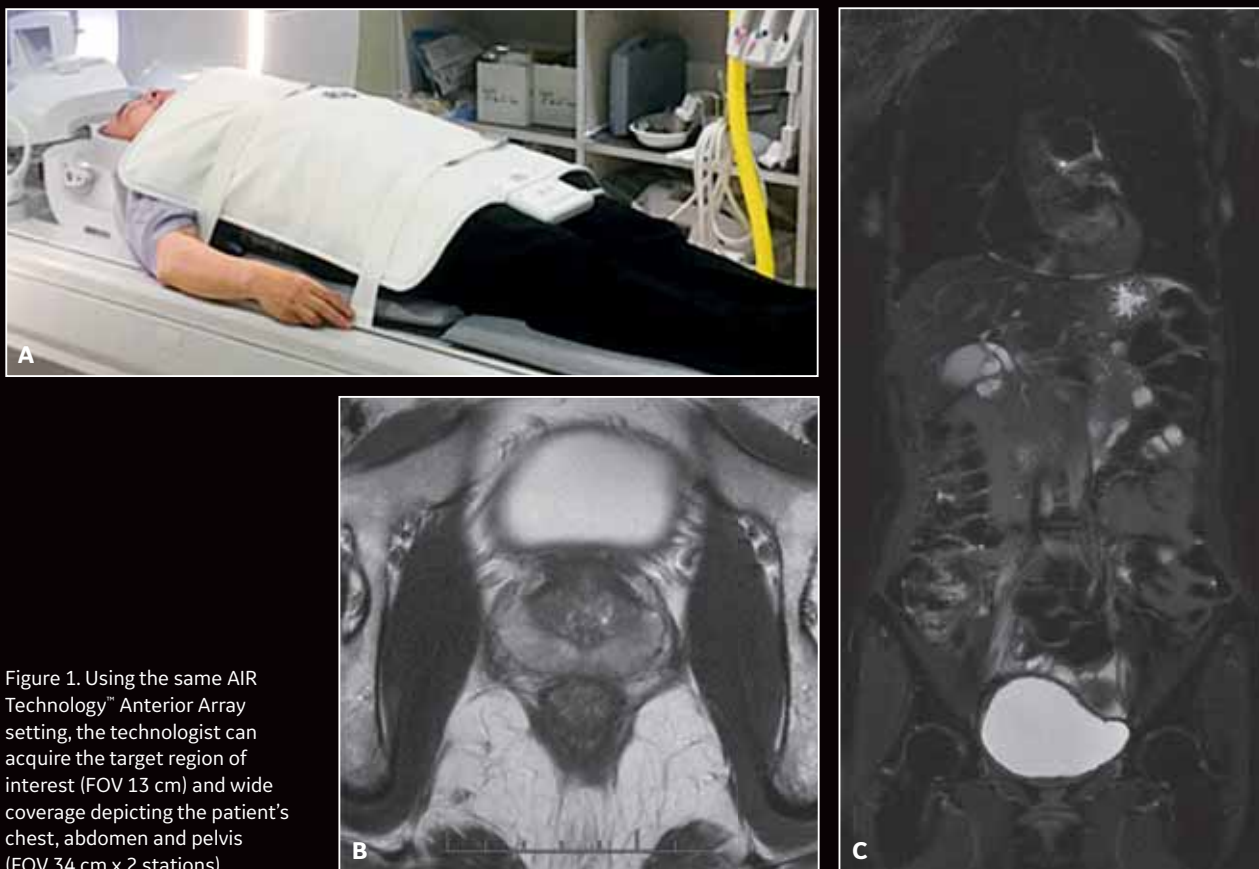 A
B
C
Figure 1. Using the same AIR
Technology™ Anterior Array
setting, the technologist can
acquire the target region of
interest (FOV 13 cm) and wide
coverage depicting the patient's
chest, abdomen and pelvis
(FOV 34 cm x 2 stations)